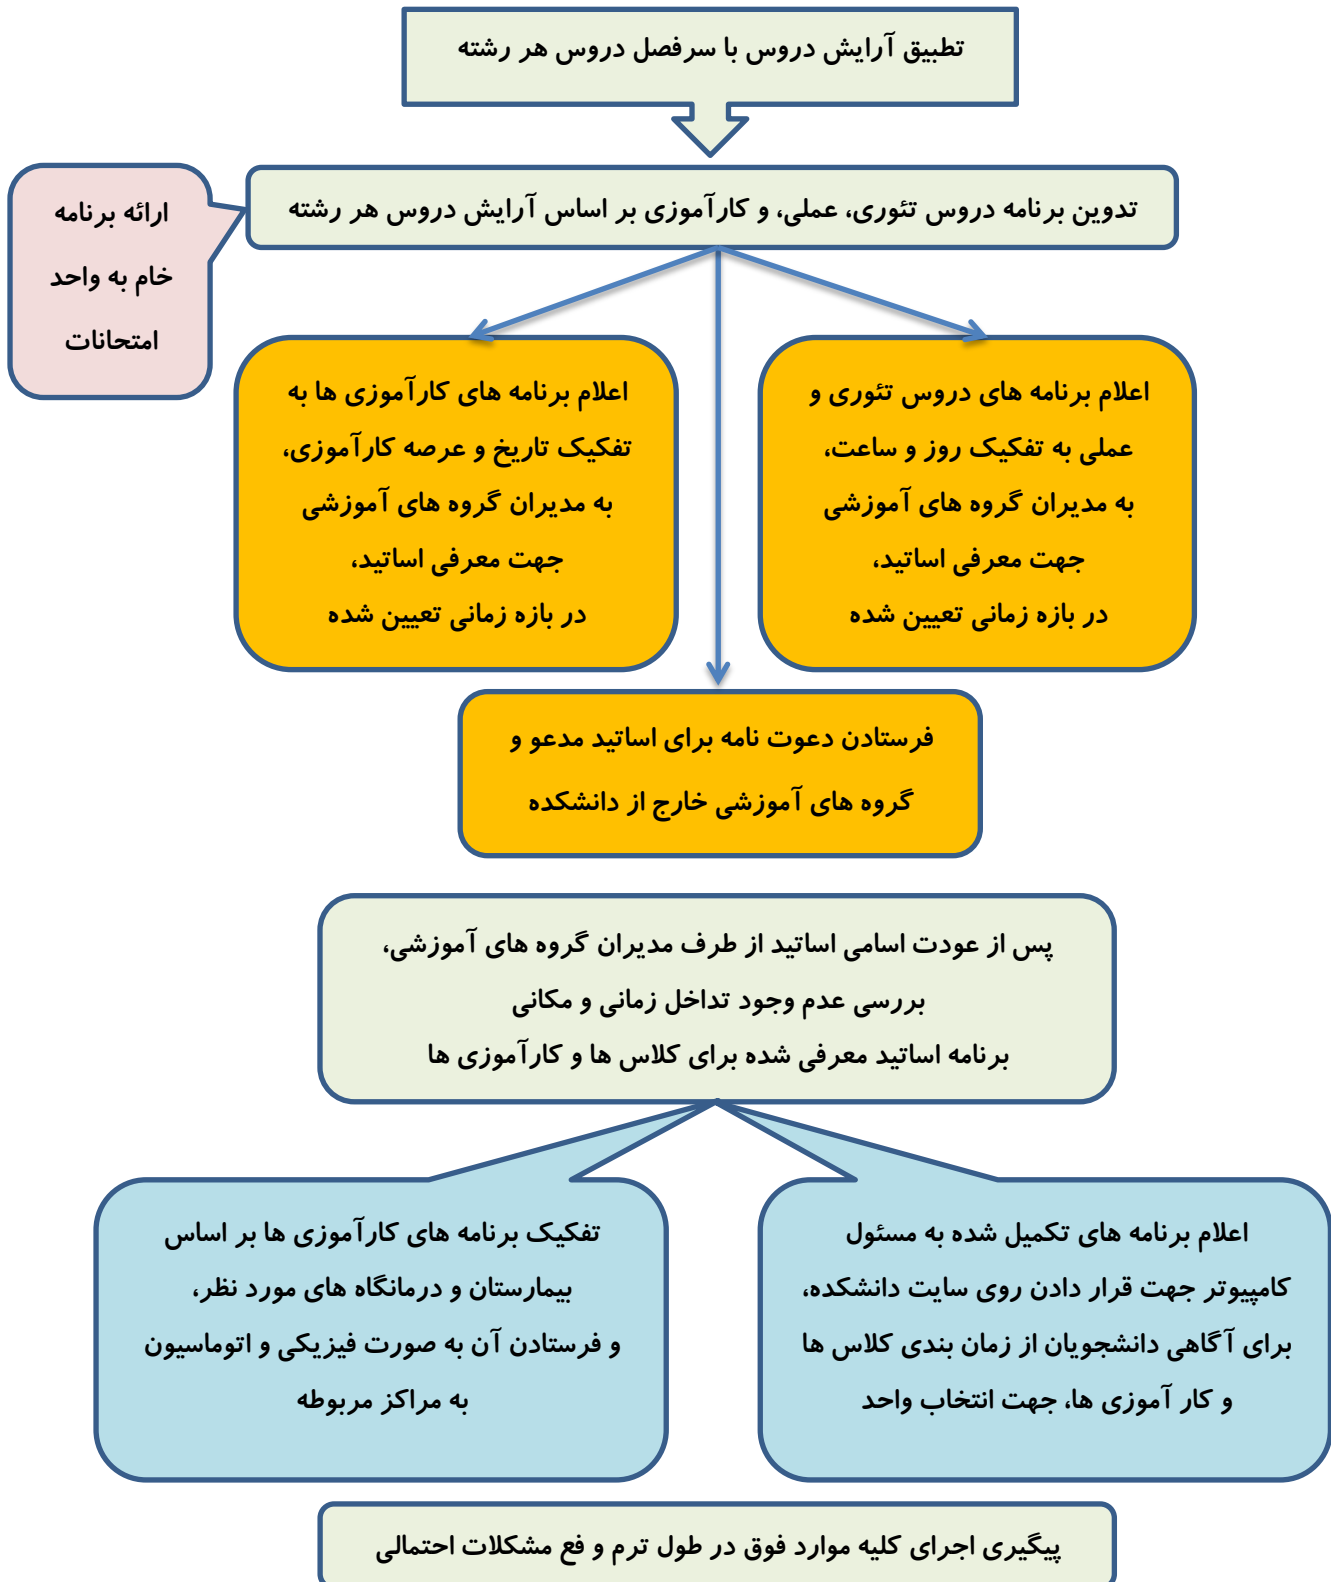 تطبیق آرایش دروس با سرفصل دروس هر رشته
تدوین برنامه دروس تئوری، عملی، و کارآموزی بر اساس آرایش دروس هر رشته
ارائه برنامه
خام به واحد
امتحانات
اعلام برنامه های دروس تئوری و
عملی به تفکیک روز و ساعت،
به مدیران گروه های آموزشی
جهت معرفی اساتید،
در بازه زمانی تعیین شده
اعلام برنامه های کارآموزی ها به
تفکیک تاریخ و عرصه کارآموزی،
به مدیران گروه های آموزشی
جهت معرفی اساتید،
در بازه زمانی تعیین شده
فرستادن دعوت نامه برای اساتید مدعو و
گروه های آموزشی خارج از دانشکده
پس از عودت اسامی اساتید از طرف مدیران گروه های آموزشی،
بررسی عدم وجود تداخل زمانی و مکانی
برنامه اساتید معرفی شده برای کلاس ها و کارآموزی ها
اعلام برنامه های تکمیل شده به مسئول
کامپیوتر جهت قرار دادن روی سایت دانشکده،
برای آگاهی دانشجویان از زمان بندی کلاس ها
و کار آموزی ها، جهت انتخاب واحد
تفکیک برنامه های کارآموزی ها بر اساس
بیمارستان و درمانگاه های مورد نظر،
و فرستادن آن به صورت فیزیکی و اتوماسیون
به مراکز مربوطه
پیگیری اجرای کلیه موارد فوق در طول ترم و فع مشکلات احتمالی